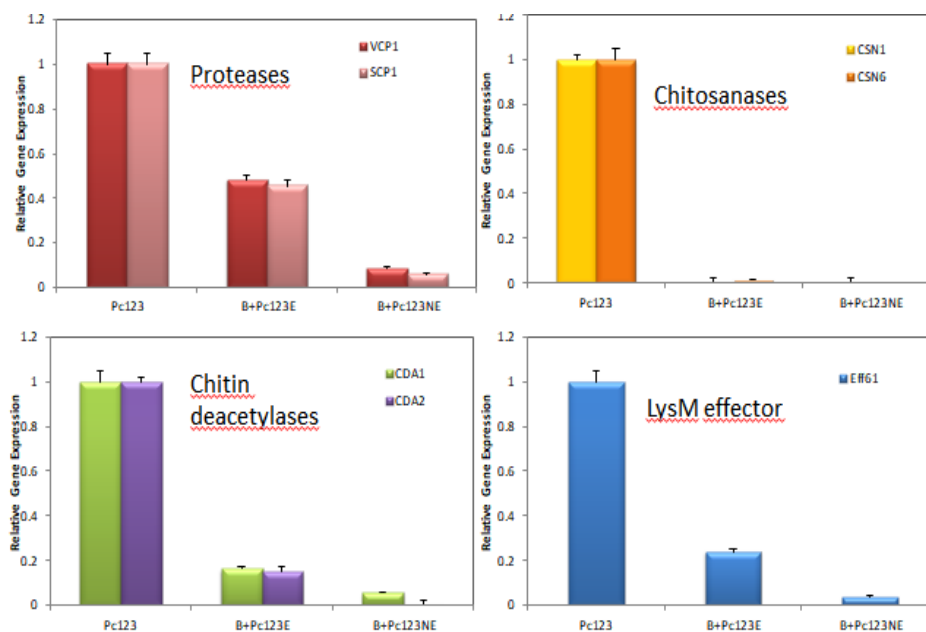 1.2
1
0.8
0.6
0.4
0.2
0
Relative Gene Expression
Proteases
VCP1
SCP1
Pc123
B+Pc123E
B+Pc123NE
1.2
1
0.8
0.6
0.4
0.2
0
Relative Gene Expression
Chitosanases
CSN1
CSN6
Pc123
B+Pc123E
B+Pc123NE
1.2
1
0.8
0.6
0.4
0.2
0
Relative Gene Expression
Chitin
deacetylases
CDA1
CDA2
Pc123
B+Pc123E
B+Pc123NE
1.2
1
0.8
0.6
0.4
0.2
0
Relative Gene Expression
LysM effector
Eff61
Pc123
B+Pc123E
B+Pc123NE